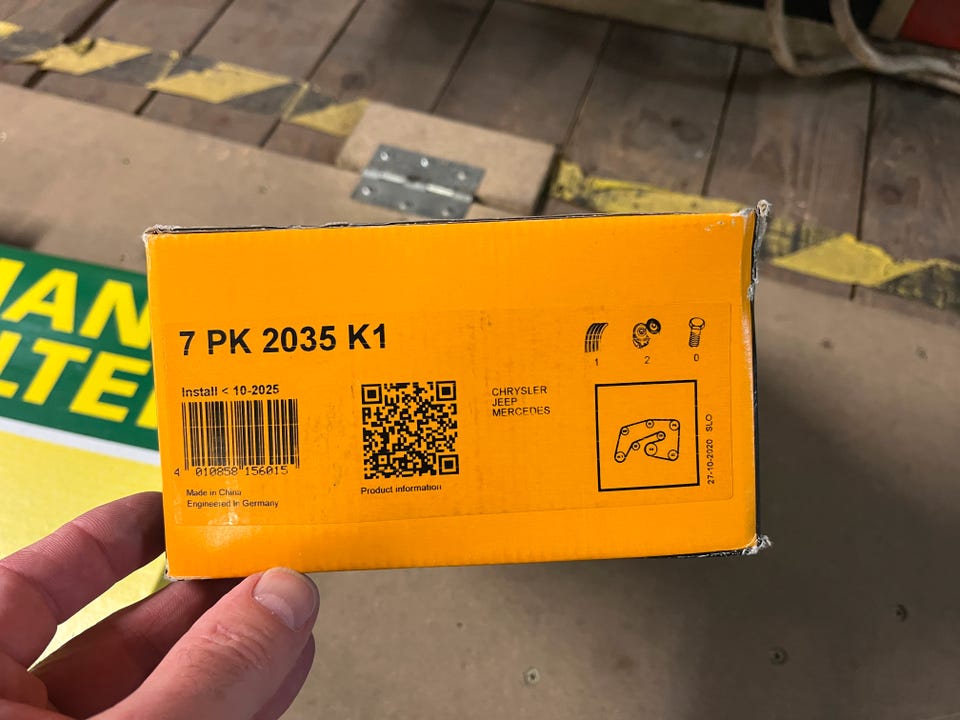 7 PK 2035 K1
1
2
0
Install < 10-2025
4 010858 156015
Made in China
Engineered in Germany
Product information
CHRYSLER
JEEP
MERCEDES
27-10-2020 SLO